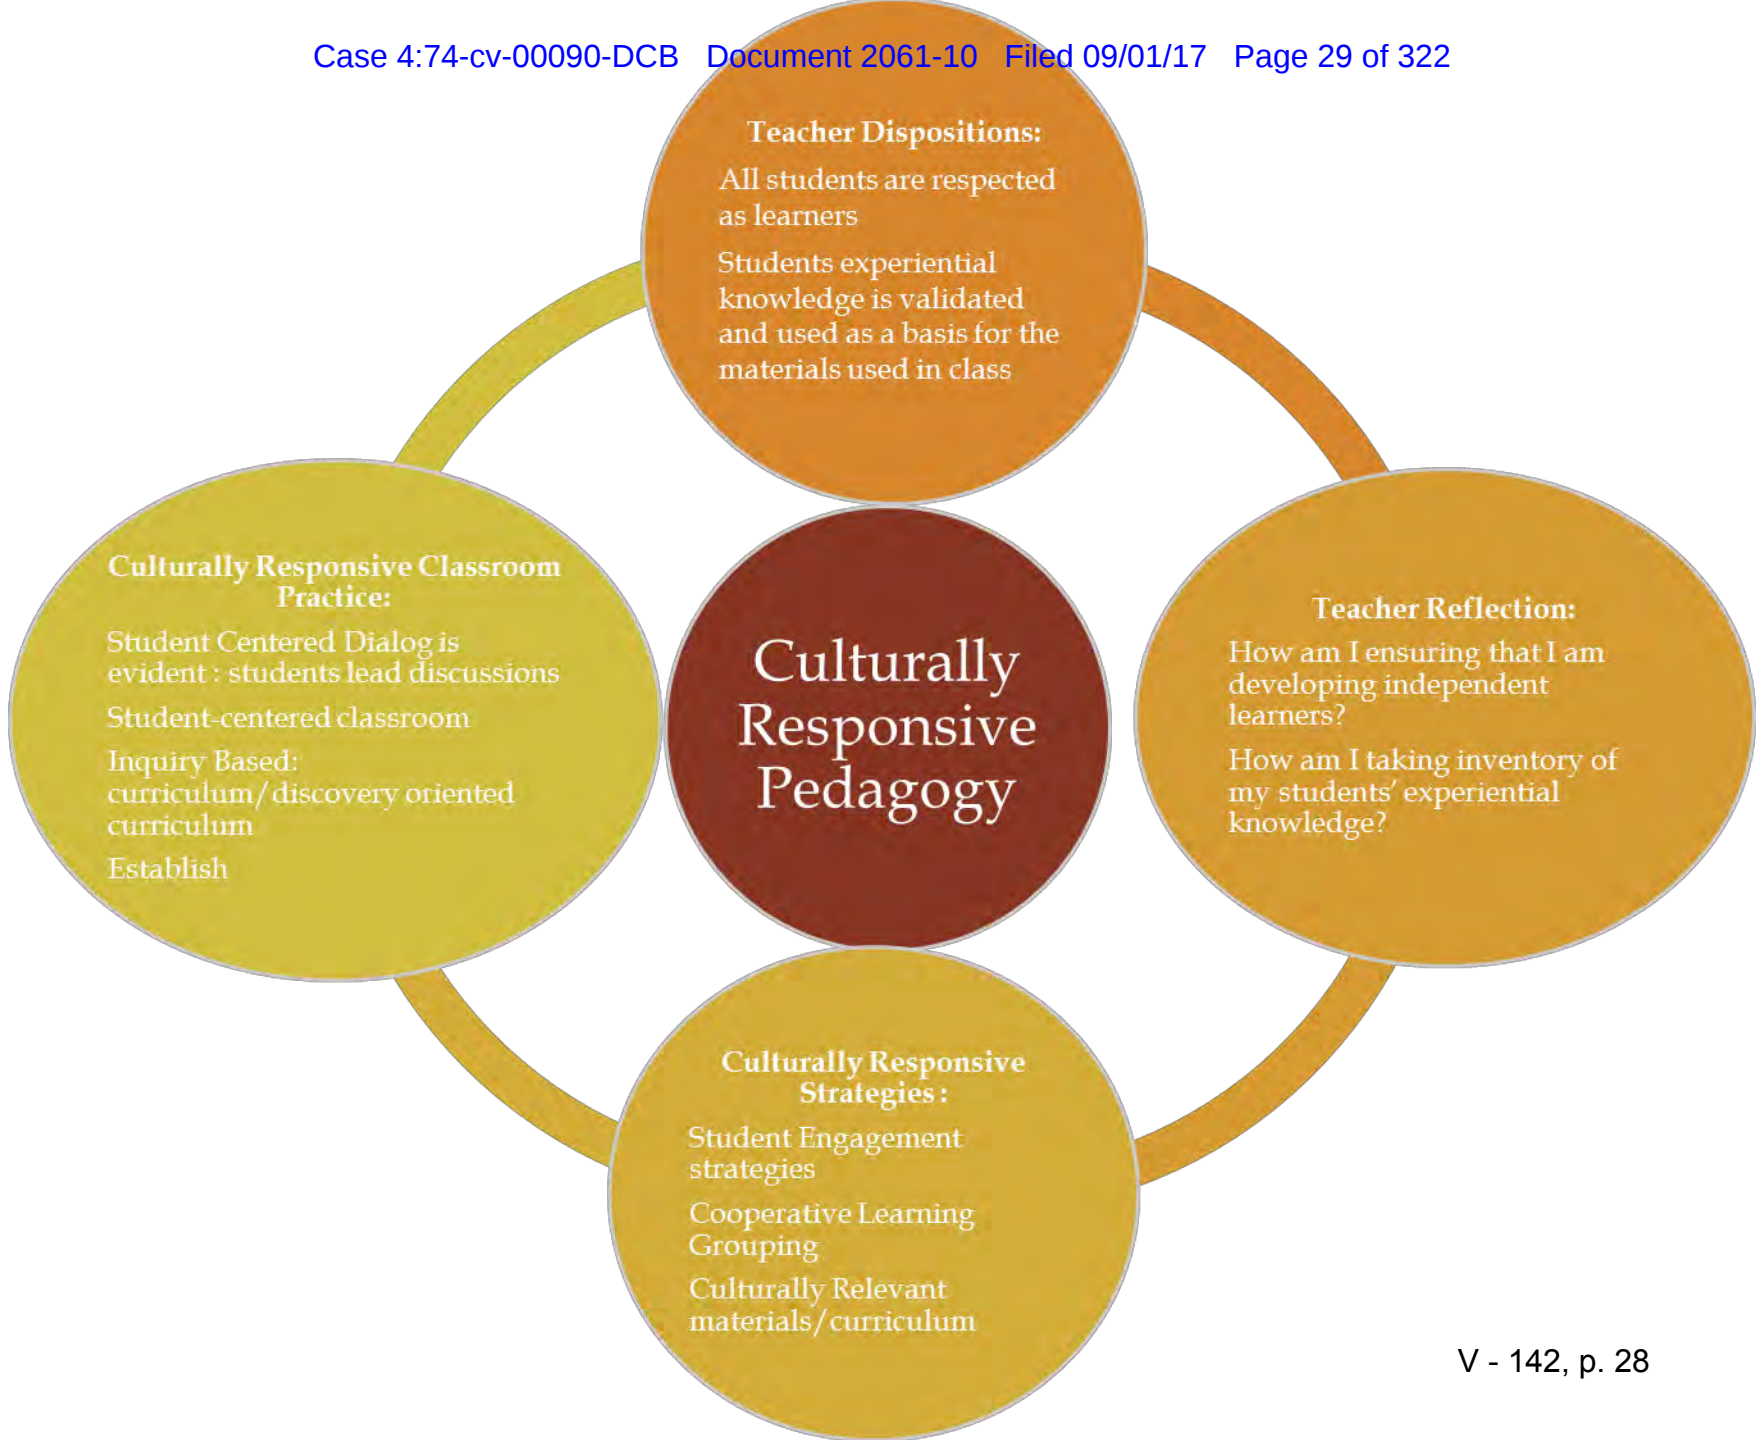 Case 4:74-cv-00090-DCB Document 2061-10 Filed 09/01/17 Page 29 of 322
Teacher Dispositions:
All students are respected
as learners
Students experiential
knowledge is validated
and used as a basis for the
materials used in class
Culturally Responsive Classroom
Practice:
Student Centered Dialog is
evident : students lead discussions
Student-centered classroom
Inquiry Based:
curriculum/discovery oriented
curriculum
Establish
Culturally
Responsive
Pedagogy
Teacher Reflection:
How am I ensuring that I am
developing independent
learners?
How am I taking inventory of
my students’ experiential
knowledge?
Culturally Responsive
Strategies :
Student Engagement
strategies
Cooperative Learning
Grouping
Culturally Relevant
materials/curriculum
V - 142, p. 28